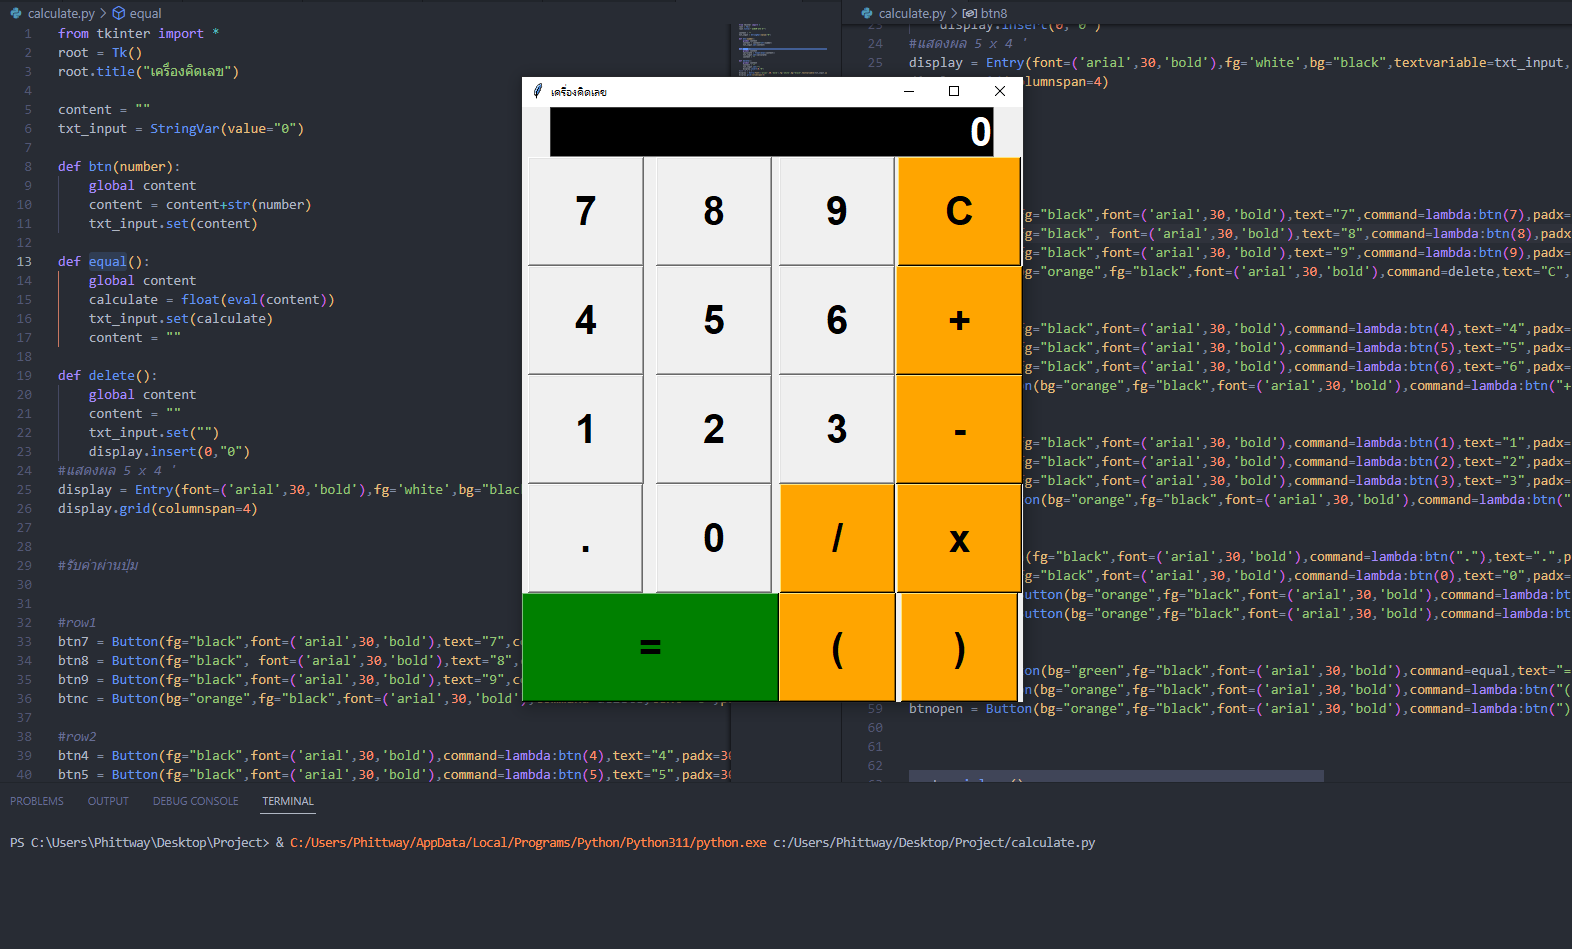 calculate.py > equal
1 from tkinter import *
2 root = Tk()
3 root.title("เครื่องคิดเลข")
4
5 content = ""
6 txt_input = StringVar(value="0")
7
8 def btn(number):
9 global content
10 content = content+str(number)
11 txt_input.set(content)
12
13 def equal():
14 global content
15 calculate = float(eval(content))
16 txt_input.set(calculate)
17 content = ""
18
19 def delete():
20 global content
21 content = ""
22 txt_input.set("")
23 display.insert(0,"0")
24 #แสดงผล 5 x 4 '
25 display = Entry(font=('arial',30,'bold'),fg='white',bg="blac
26 display.grid(columnspan=4)
27
28
29 #รับค่าผ่านปุ่ม
30
31
32 #row1
33 btn7 = Button(fg="black",font=('arial',30,'bold'),text="7",c
34 btn8 = Button(fg="black", font=('arial',30,'bold'),text="8",
35 btn9 = Button(fg="black",font=('arial',30,'bold'),text="9",c
36 btnc = Button(bg="orange",fg="black",font=('arial',30,'bold'
37
38 #row2
39 btn4 = Button(fg="black",font=('arial',30,'bold'),command=lambda:btn(4),text="4",padx=30
40 btn5 = Button(fg="black",font=('arial',30,'bold'),command=lambda:btn(5),text="5",padx=30
เครื่องคิดเลข
0
7 8 9 C
4 5 6 +
1 2 3 -
. 0 / x
= ( )
calculate.py > btn8
23 display.insert(0,"0")
24 #แสดงผล 5 x 4 '
25 display = Entry(font=('arial',30,'bold'),fg='white',bg="black",textvariable=txt_input,
lumnspan=4)
g="black",font=('arial',30,'bold'),text="7",command=lambda:btn(7),padx=
g="black", font=('arial',30,'bold'),text="8",command=lambda:btn(8),padx
g="black",font=('arial',30,'bold'),text="9",command=lambda:btn(9),padx=
g="orange",fg="black",font=('arial',30,'bold'),command=delete,text="C",
g="black",font=('arial',30,'bold'),command=lambda:btn(4),text="4",padx=
g="black",font=('arial',30,'bold'),command=lambda:btn(5),text="5",padx=
g="black",font=('arial',30,'bold'),command=lambda:btn(6),text="6",padx=
n(bg="orange",fg="black",font=('arial',30,'bold'),command=lambda:btn("+
g="black",font=('arial',30,'bold'),command=lambda:btn(1),text="1",padx=
g="black",font=('arial',30,'bold'),command=lambda:btn(2),text="2",padx=
g="black",font=('arial',30,'bold'),command=lambda:btn(3),text="3",padx=
on(bg="orange",fg="black",font=('arial',30,'bold'),command=lambda:btn("
(fg="black",font=('arial',30,'bold'),command=lambda:btn("."),text=".",p
g="black",font=('arial',30,'bold'),command=lambda:btn(0),text="0",padx=
utton(bg="orange",fg="black",font=('arial',30,'bold'),command=lambda:bt
utton(bg="orange",fg="black",font=('arial',30,'bold'),command=lambda:bt
on(bg="green",fg="black",font=('arial',30,'bold'),command=equal,text="=
n(bg="orange",fg="black",font=('arial',30,'bold'),command=lambda:btn("(
59 btnopen = Button(bg="orange",fg="black",font=('arial',30,'bold'),command=lambda:btn(")
60
61
62
PROBLEMS OUTPUT DEBUG CONSOLE TERMINAL
PS C:\Users\Phittway\Desktop\Project> & C:/Users/Phittway/AppData/Local/Programs/Python/Python311/python.exe c:/Users/Phittway/Desktop/Project/calculate.py